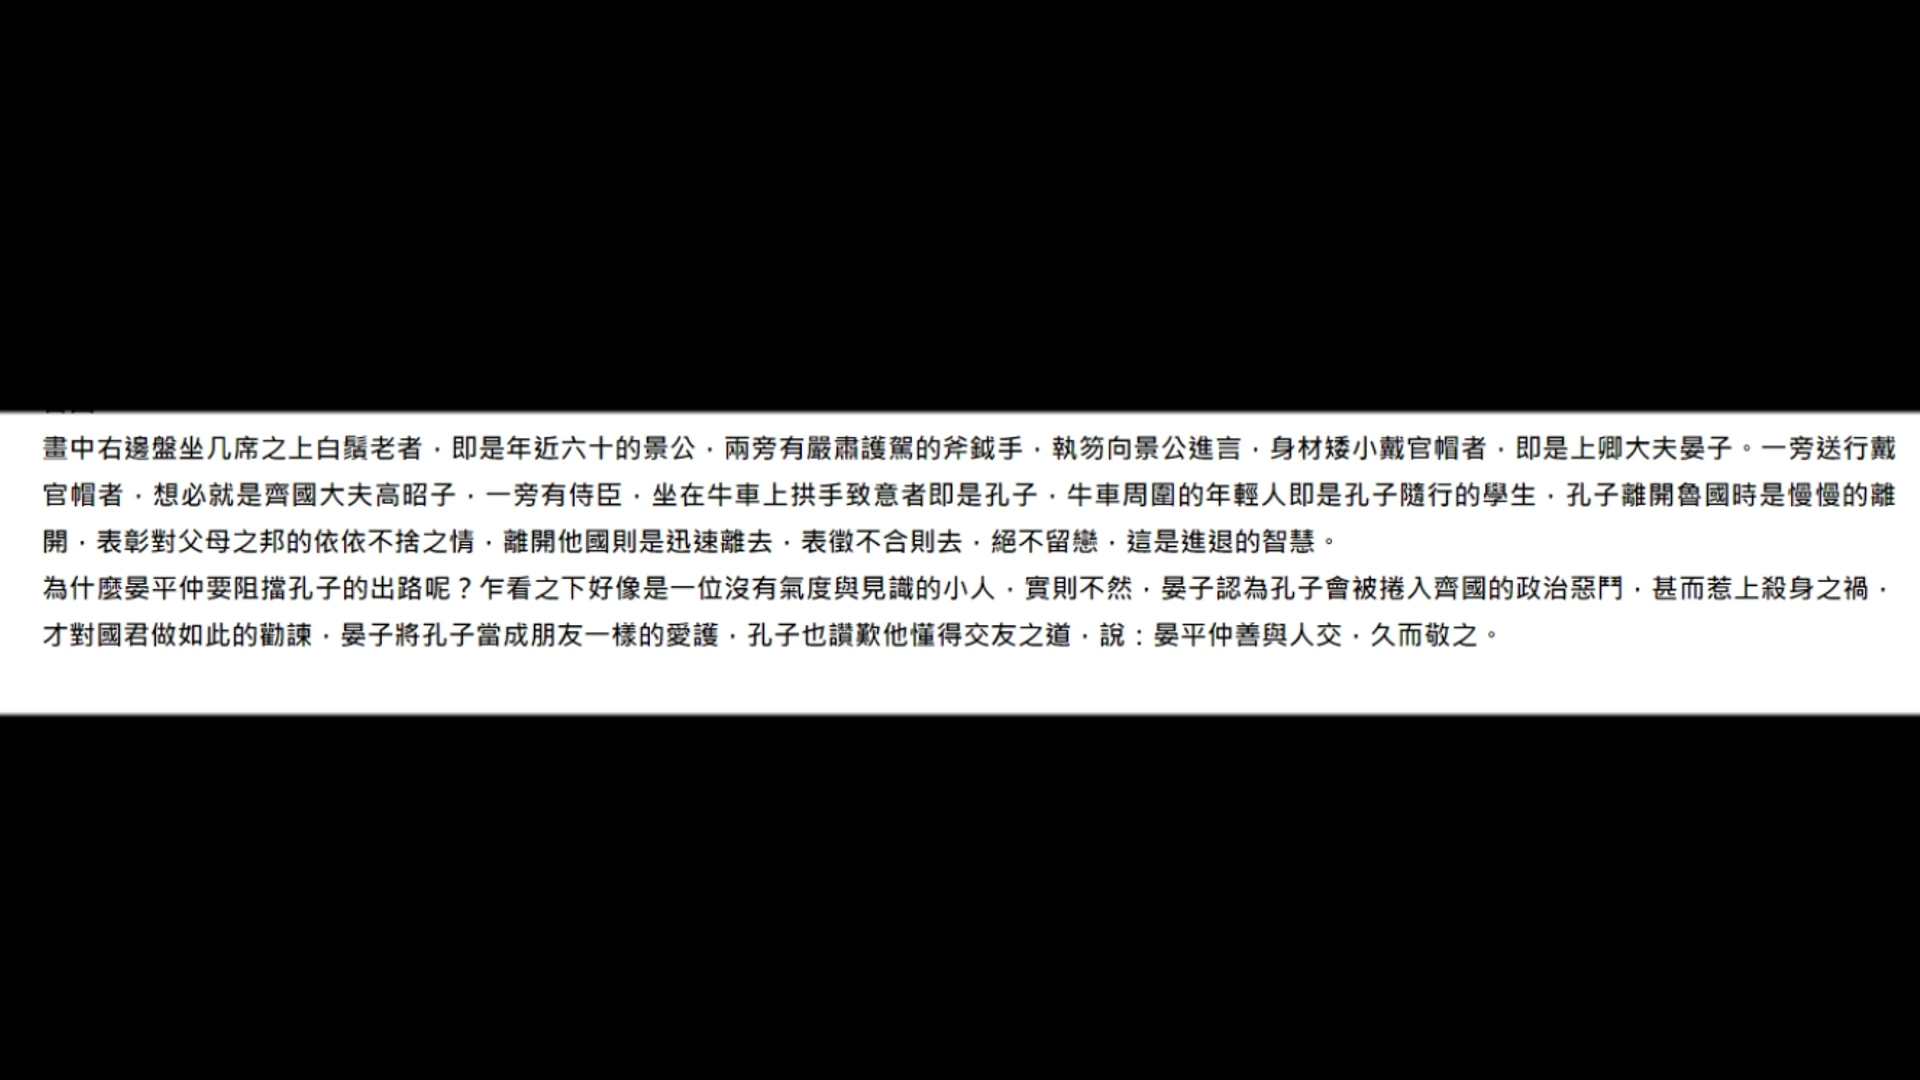 畫中右邊盤坐几席之上白鬚老者，即是年近六十的景公，兩旁有嚴肅護駕的斧鉞手，執笏向景公進言，身材矮小戴官帽者，即是上卿大夫晏子。一旁送行戴
官帽者，想必就是齊國大夫高昭子，一旁有侍臣，坐在牛車上拱手致意者即是孔子，牛車周圍的年輕人即是孔子隨行的學生，孔子離開魯國時是慢慢的離
開，表彰對父母之邦的依依不捨之情，離開他國則是迅速離去，表徵不合則去，絕不留戀，這是進退的智慧。
為什麼晏平仲要阻擋孔子的出路呢？乍看之下好像是一位沒有氣度與見識的小人，實則不然，晏子認為孔子會被捲入齊國的政治惡鬥，甚而惹上殺身之禍，
才對國君做如此的勸諫，晏子將孔子當成朋友一樣的愛護，孔子也讚歎他懂得交友之道，說：晏平仲善與人交，久而敬之。